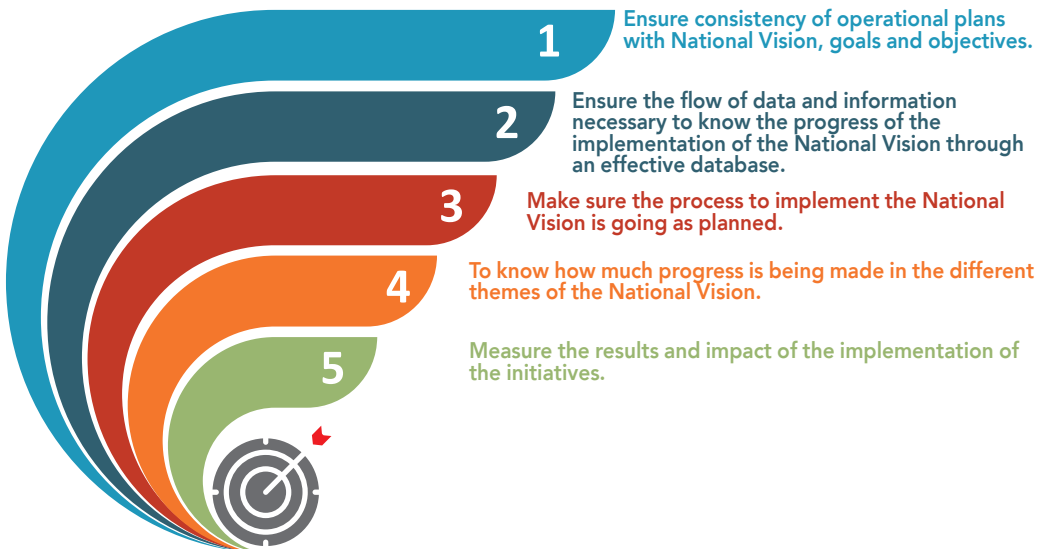 1
Ensure consistency of operational plans
with National Vision, goals and objectives.
2
Ensure the flow of data and information
necessary to know the progress of the
implementation of the National Vision through
an effective database.
3
Make sure the process to implement the National
Vision is going as planned.
4
To know how much progress is being made in the different
themes of the National Vision.
5
Measure the results and impact of the implementation of
the initiatives.